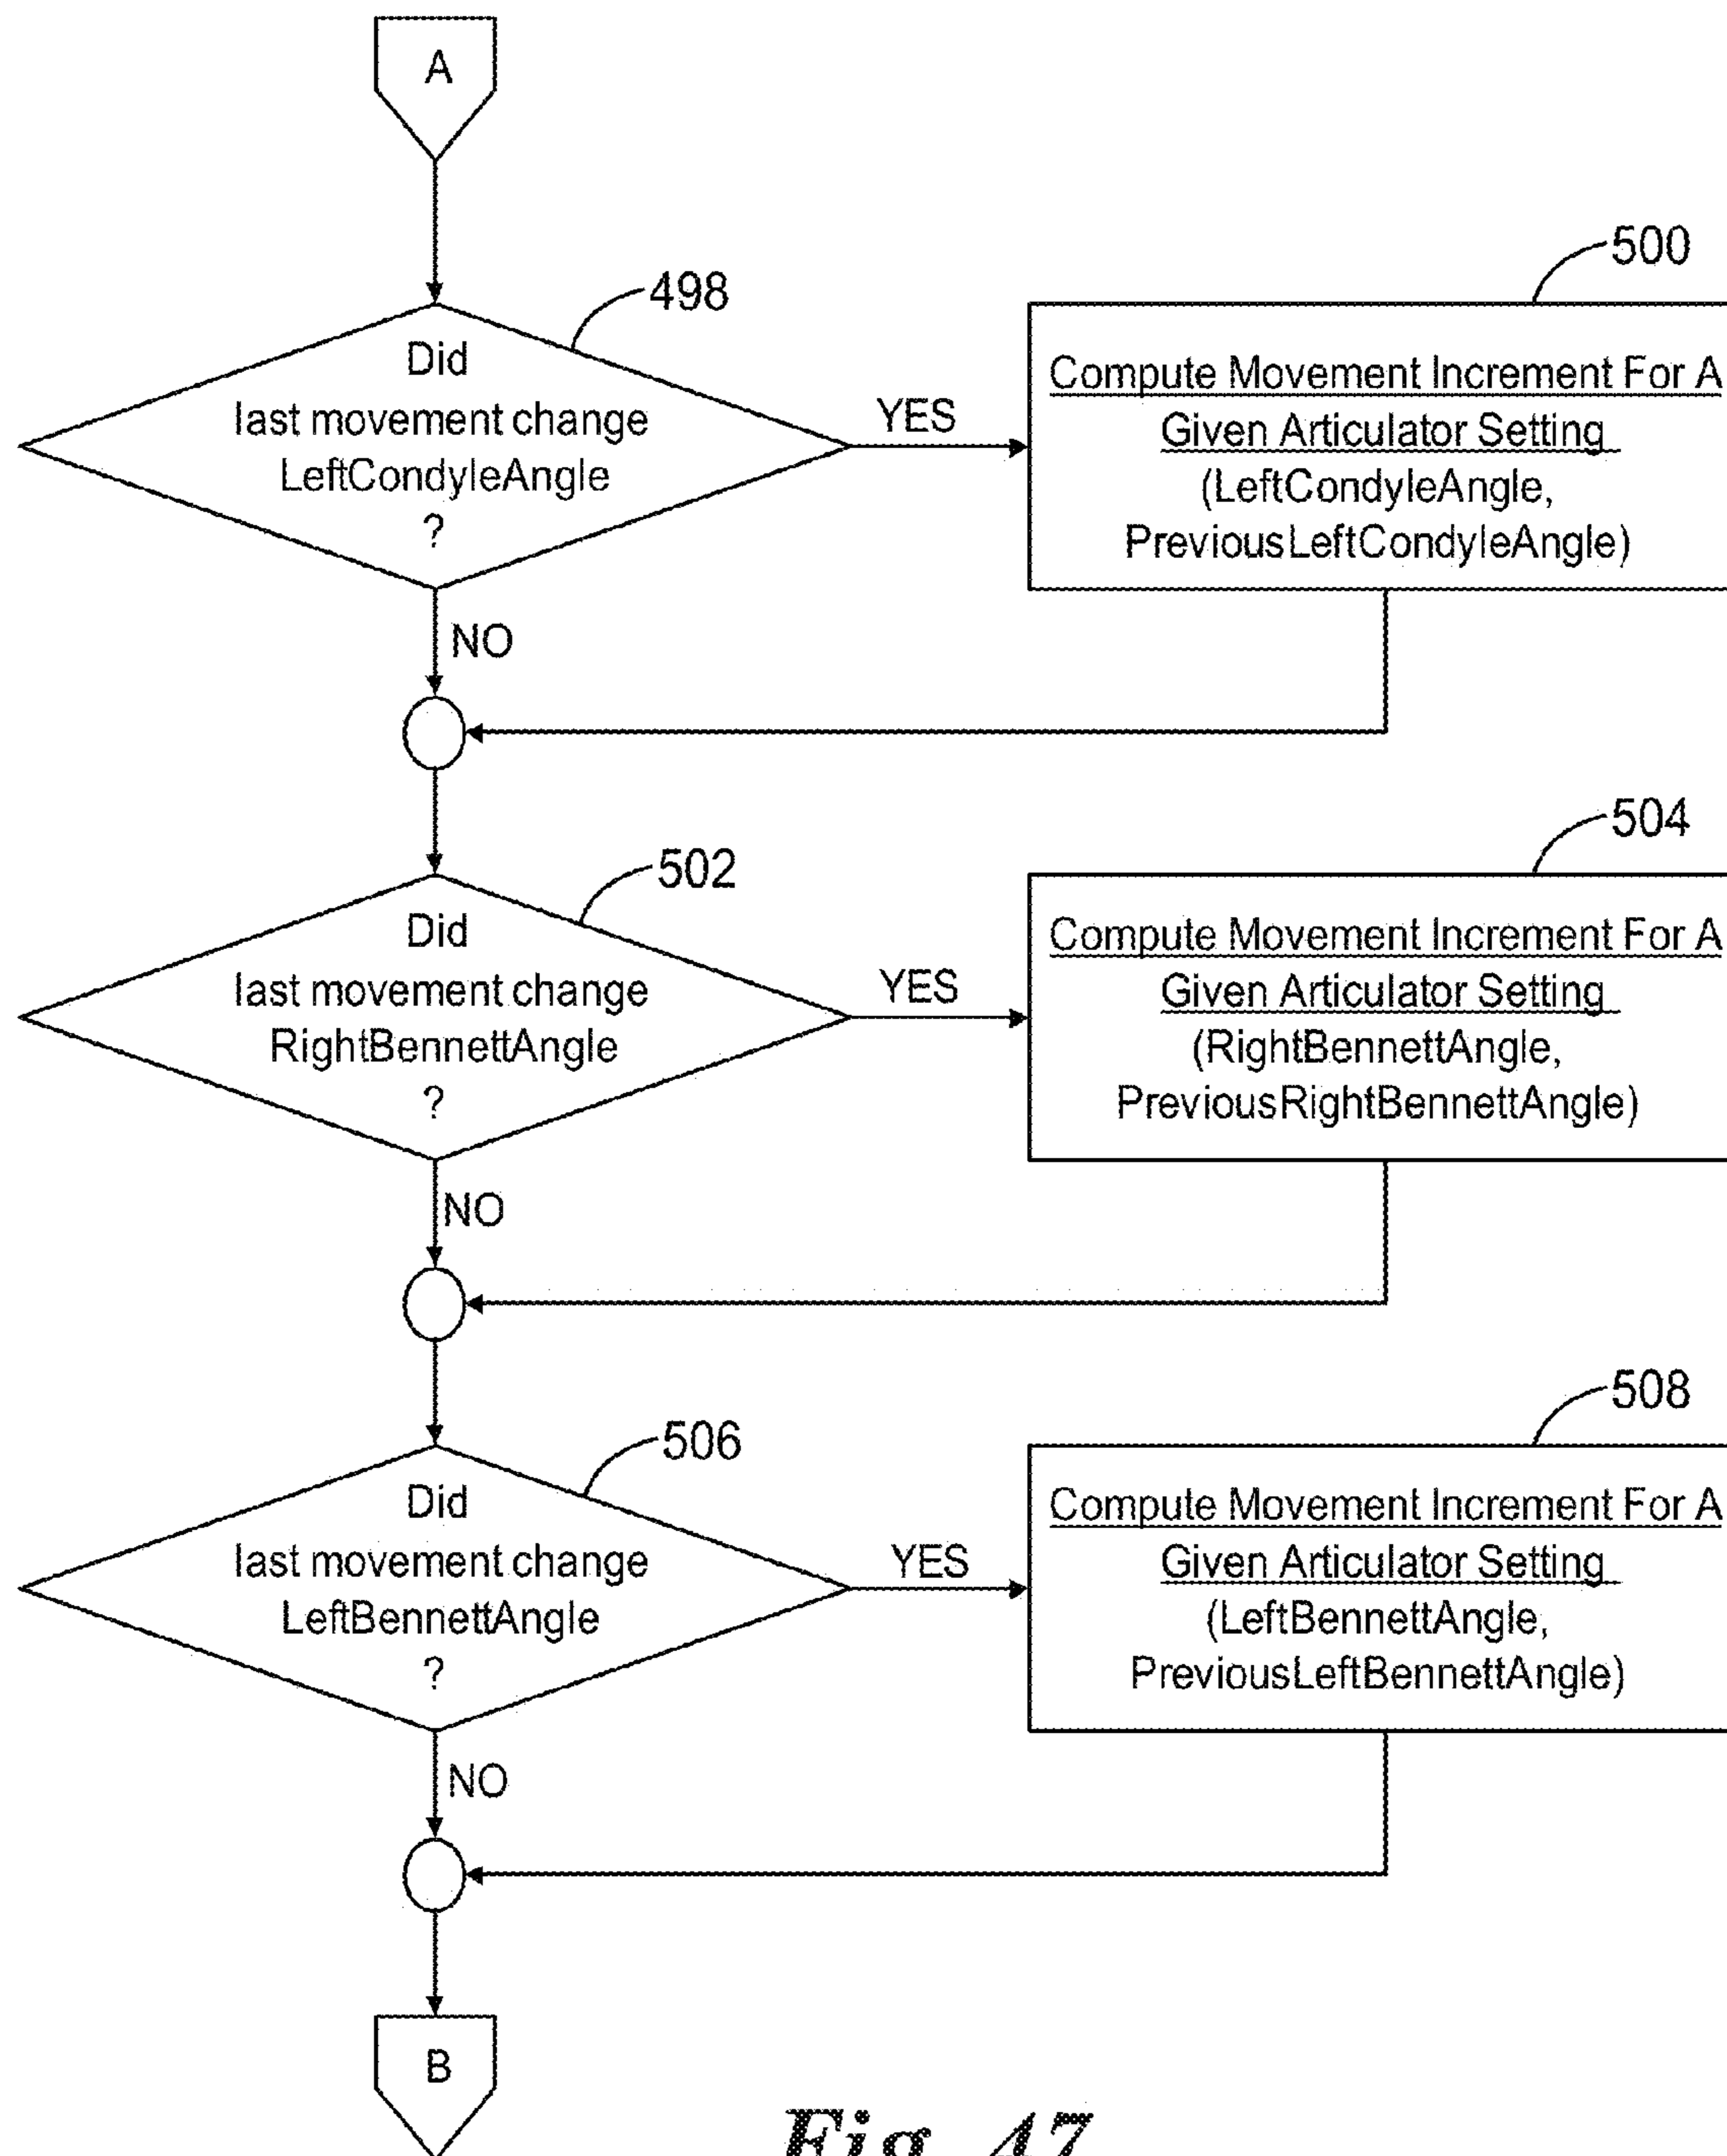 A
498
Did
last movement change
LeftCondyleAngle
?
YES
NO
500
Compute Movement Increment For A
Given Articulator Setting
(LeftCondyleAngle,
PreviousLeftCondyleAngle)
502
Did
last movement change
RightBennettAngle
?
YES
NO
504
Compute Movement Increment For A
Given Articulator Setting
(RightBennettAngle,
PreviousRightBennettAngle)
506
Did
last movement change
LeftBennettAngle
?
YES
NO
508
Compute Movement Increment For A
Given Articulator Setting
(LeftBennettAngle,
PreviousLeftBennettAngle)
B
Fig. 47